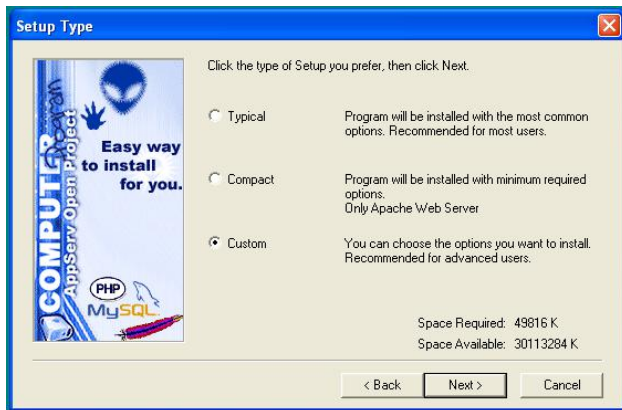 Setup Type
Click the type of Setup you prefer, then click Next.
COMPUTER
Program
AppServ Open Project
Easy way
to install
for you.
PHP
MySQL
Typical
Program will be installed with the most common
options. Recommended for most users.
Compact
Program will be installed with minimum required
options.
Only Apache Web Server
Custom
You can choose the options you want to install.
Recommended for advanced users.
Space Required: 49816 K
Space Available: 30113284 K
< Back
Next >
Cancel